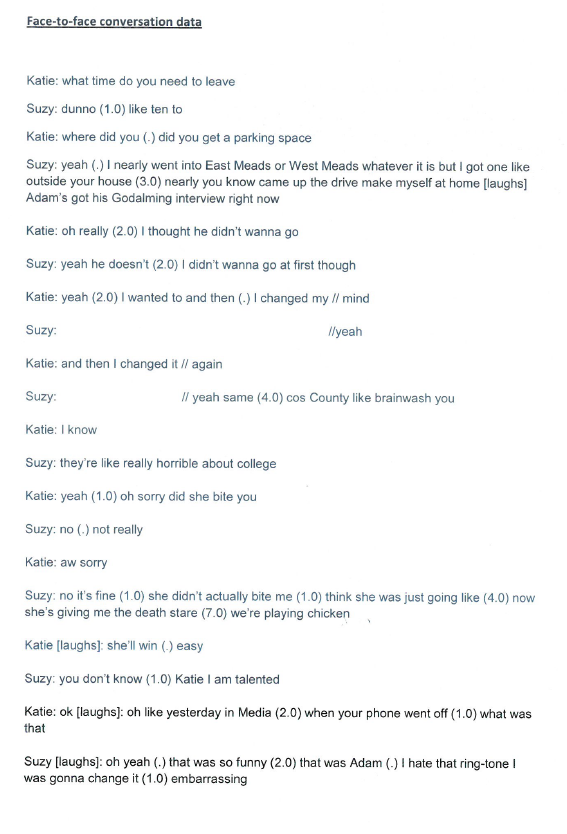 Face-to-face conversation data
Katie: what time do you need to leave
Suzy: dunno (1.0) like ten to
Katie: where did you (.) did you get a parking space
Suzy: yeah (.) I nearly went into East Meads or West Meads whatever it is but I got one like
outside your house (3.0) nearly you know came up the drive make myself at home [laughs]
Adam's got his Godalming interview right now
Katie: oh really (2.0) I thought he didn't wanna go
Suzy: yeah he doesn't (2.0) I didn't wanna go at first though
Katie: yeah (2.0) I wanted to and then (.) I changed my // mind
Suzy: //yeah
Katie: and then I changed it // again
Suzy: // yeah same (4.0) cos County like brainwash you
Katie: I know
Suzy: they're like really horrible about college
Katie: yeah (1.0) oh sorry did she bite you
Suzy: no (.) not really
Katie: aw sorry
Suzy: no it's fine (1.0) she didn't actually bite me (1.0) think she was just going like (4.0) now
she's giving me the death stare (7.0) we're playing chicken
Katie [laughs]: she'll win (.) easy
Suzy: you don't know (1.0) Katie I am talented
Katie: ok [laughs]: oh like yesterday in Media (2.0) when your phone went off (1.0) what was
that
Suzy [laughs]: oh yeah (.) that was so funny (2.0) that was Adam (.) I hate that ring-tone I
was gonna change it (1.0) embarrassing